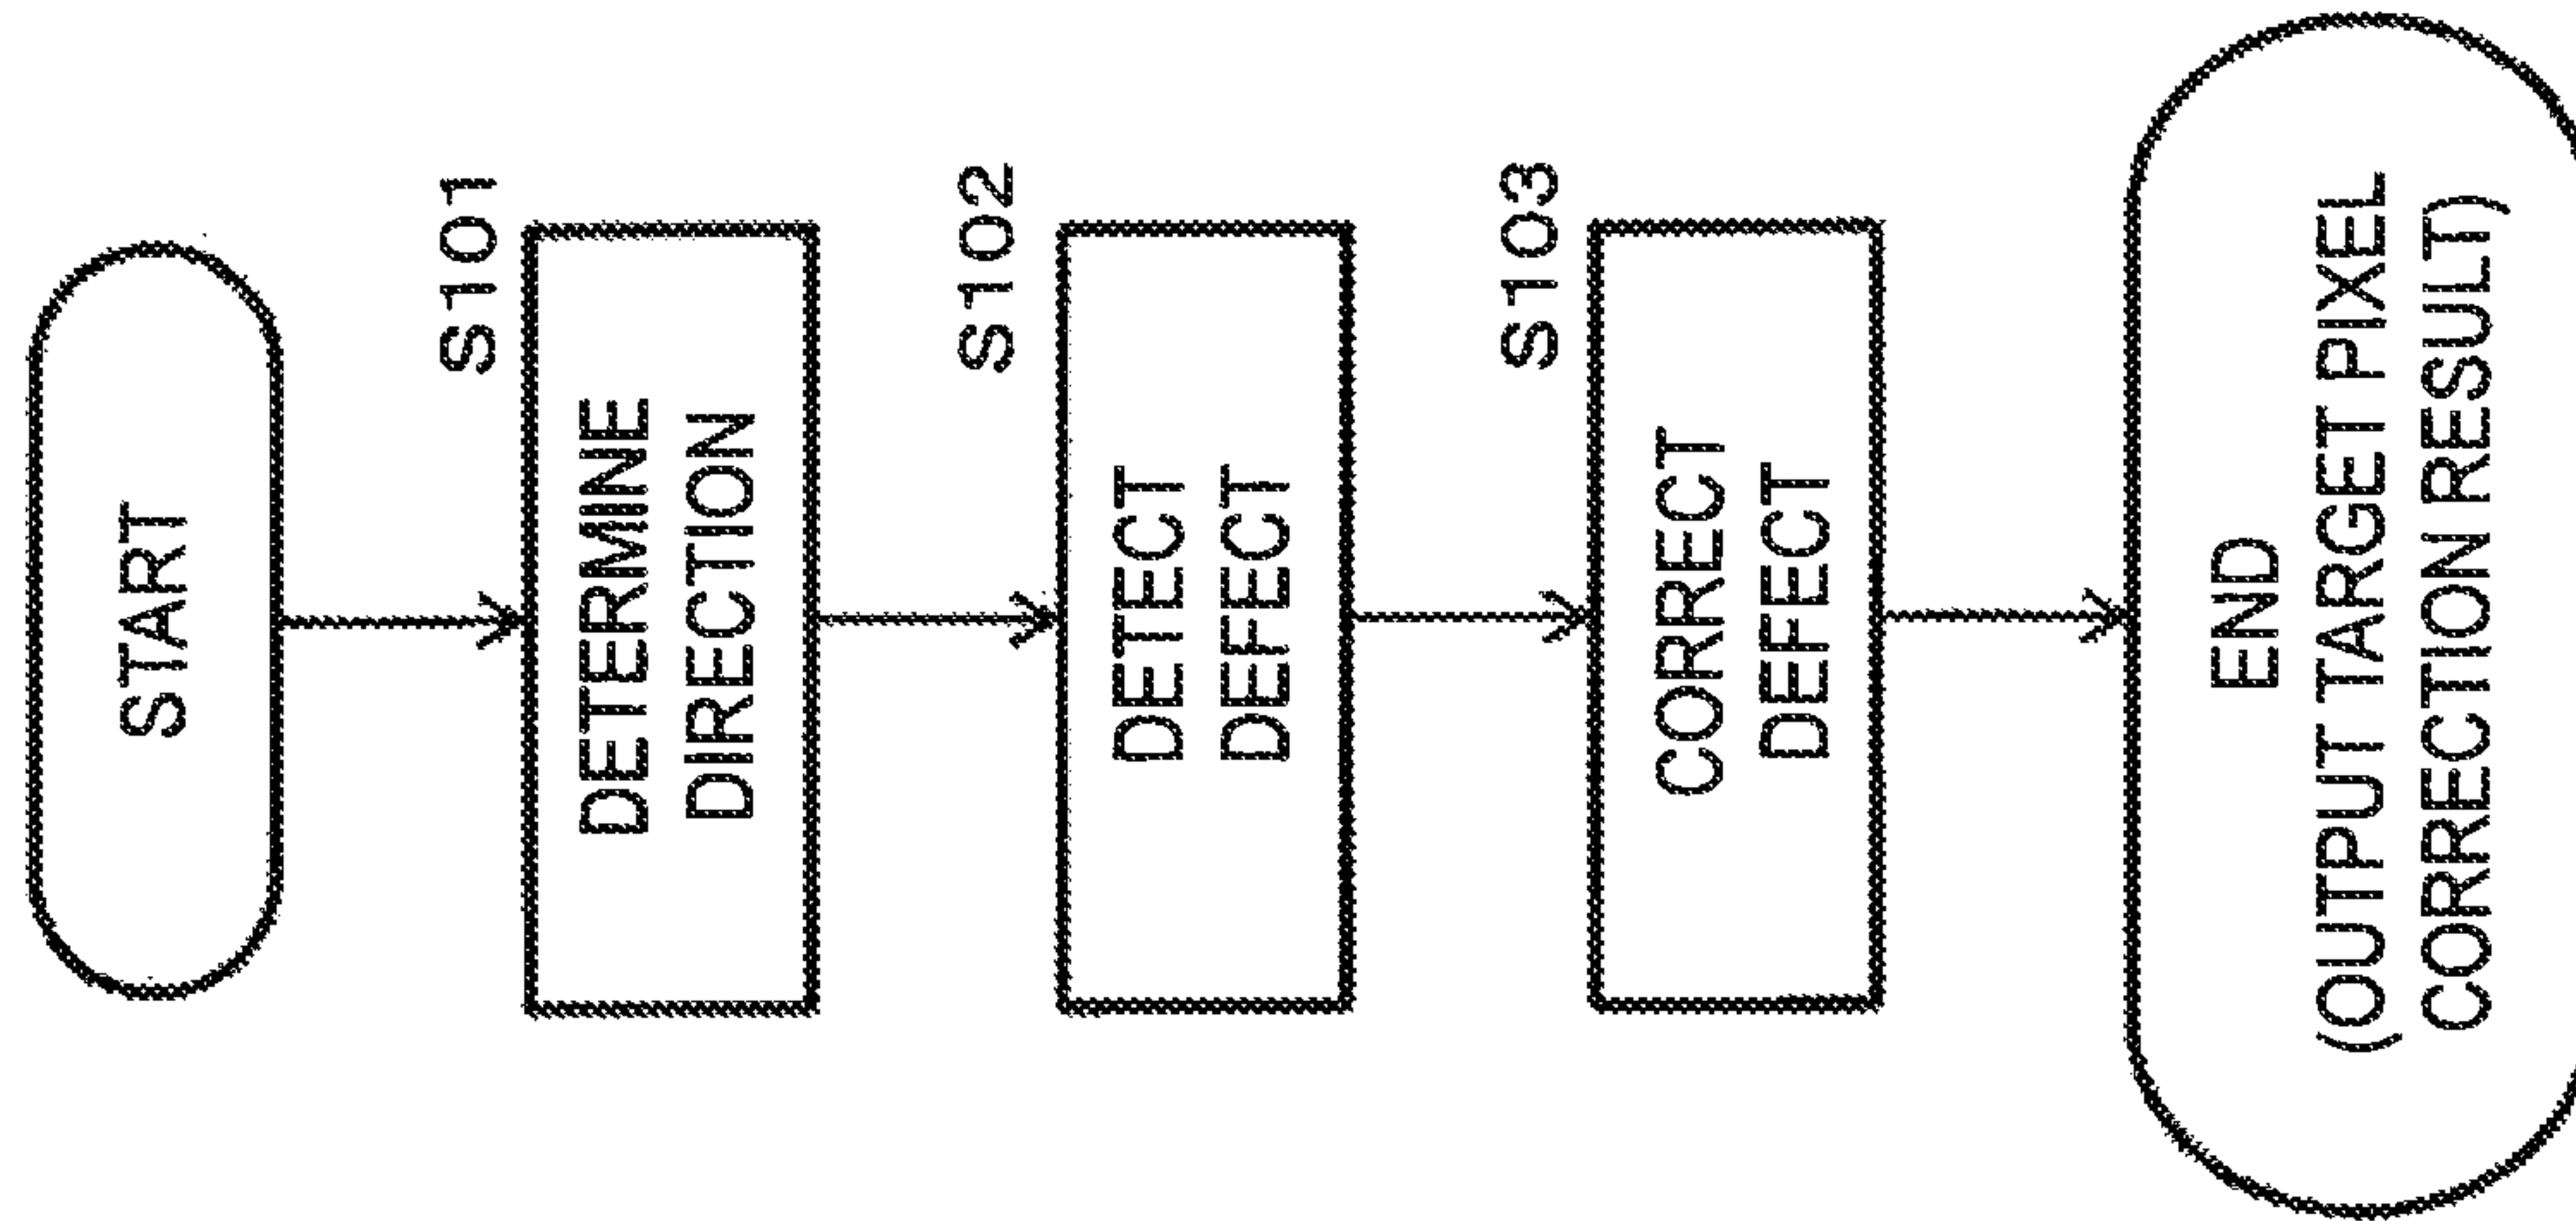 START
S101
DETERMINE
DIRECTION
S102
DETECT
DEFECT
S103
CORRECT
DEFECT
END
(OUTPUT TARGET PIXEL
CORRECTION RESULT)